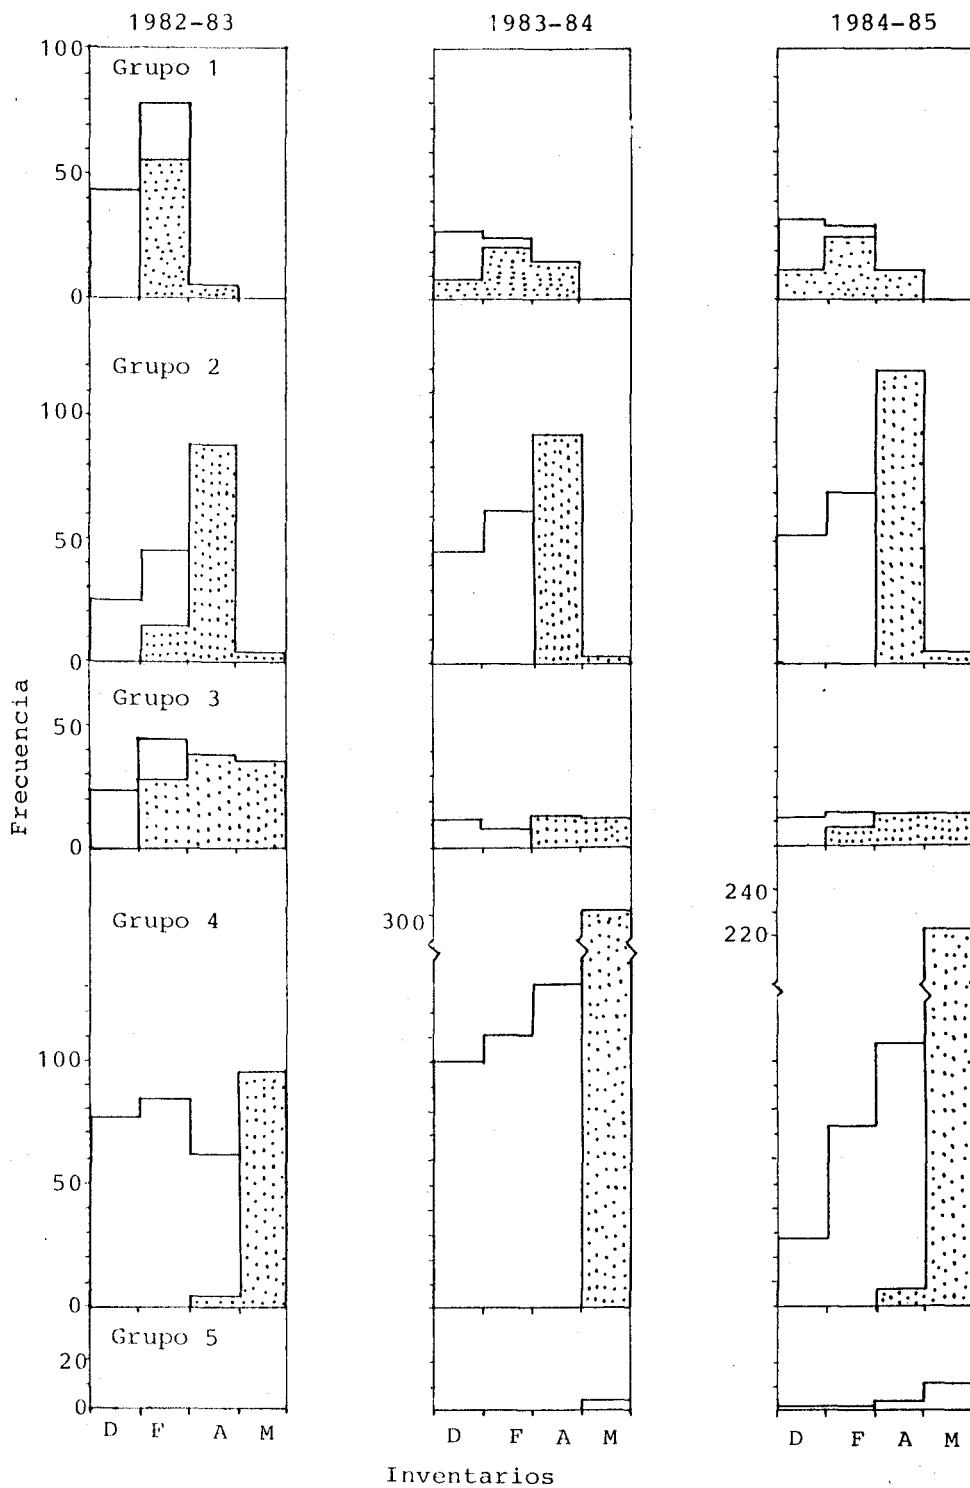 1982-83 1983-84 1984-85
100
Grupo 1
50
0
Grupo 2
100
50
0
Grupo 3
50
0
Frecuencia
Grupo 4
300
240
220
100
50
0
Grupo 5
20
0
D F A M D F A M D F A M
Inventarios